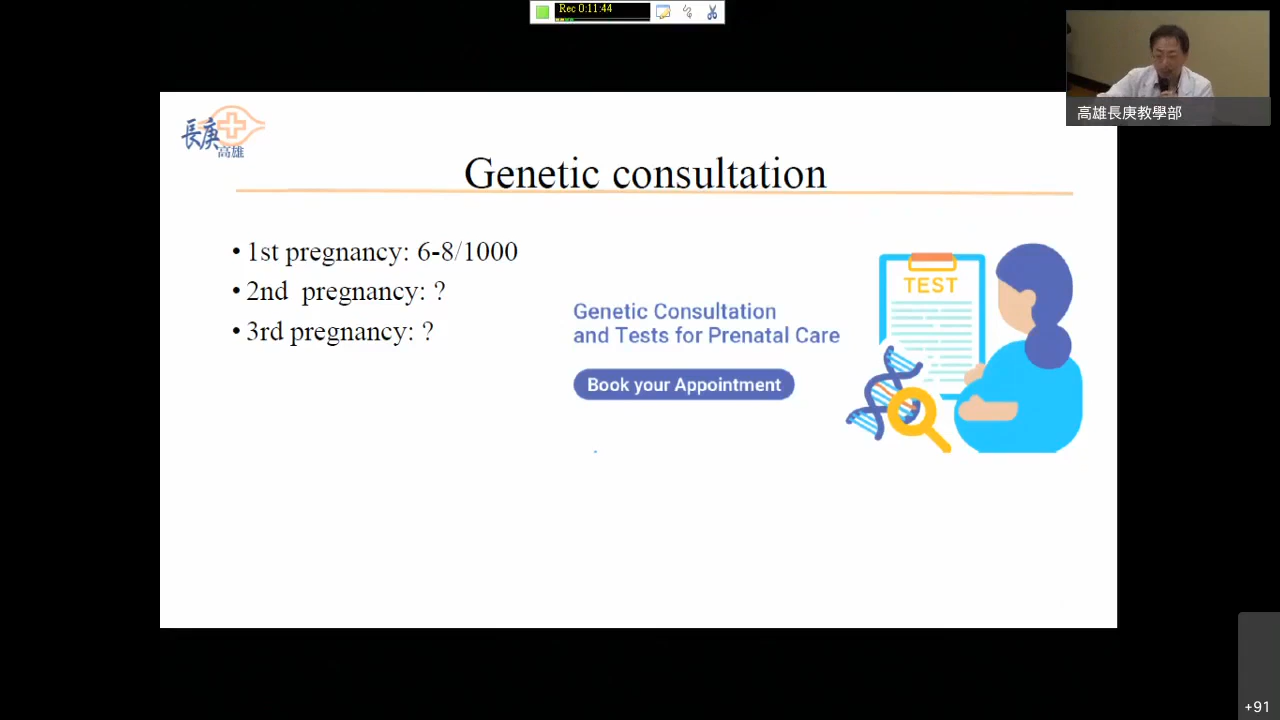 Rec 0:11:44
高雄長庚教學部
長庚
高雄
Genetic consultation
• 1st pregnancy: 6-8/1000
• 2nd pregnancy: ?
• 3rd pregnancy: ?
Genetic Consultation
and Tests for Prenatal Care
Book your Appointment
TEST
+91